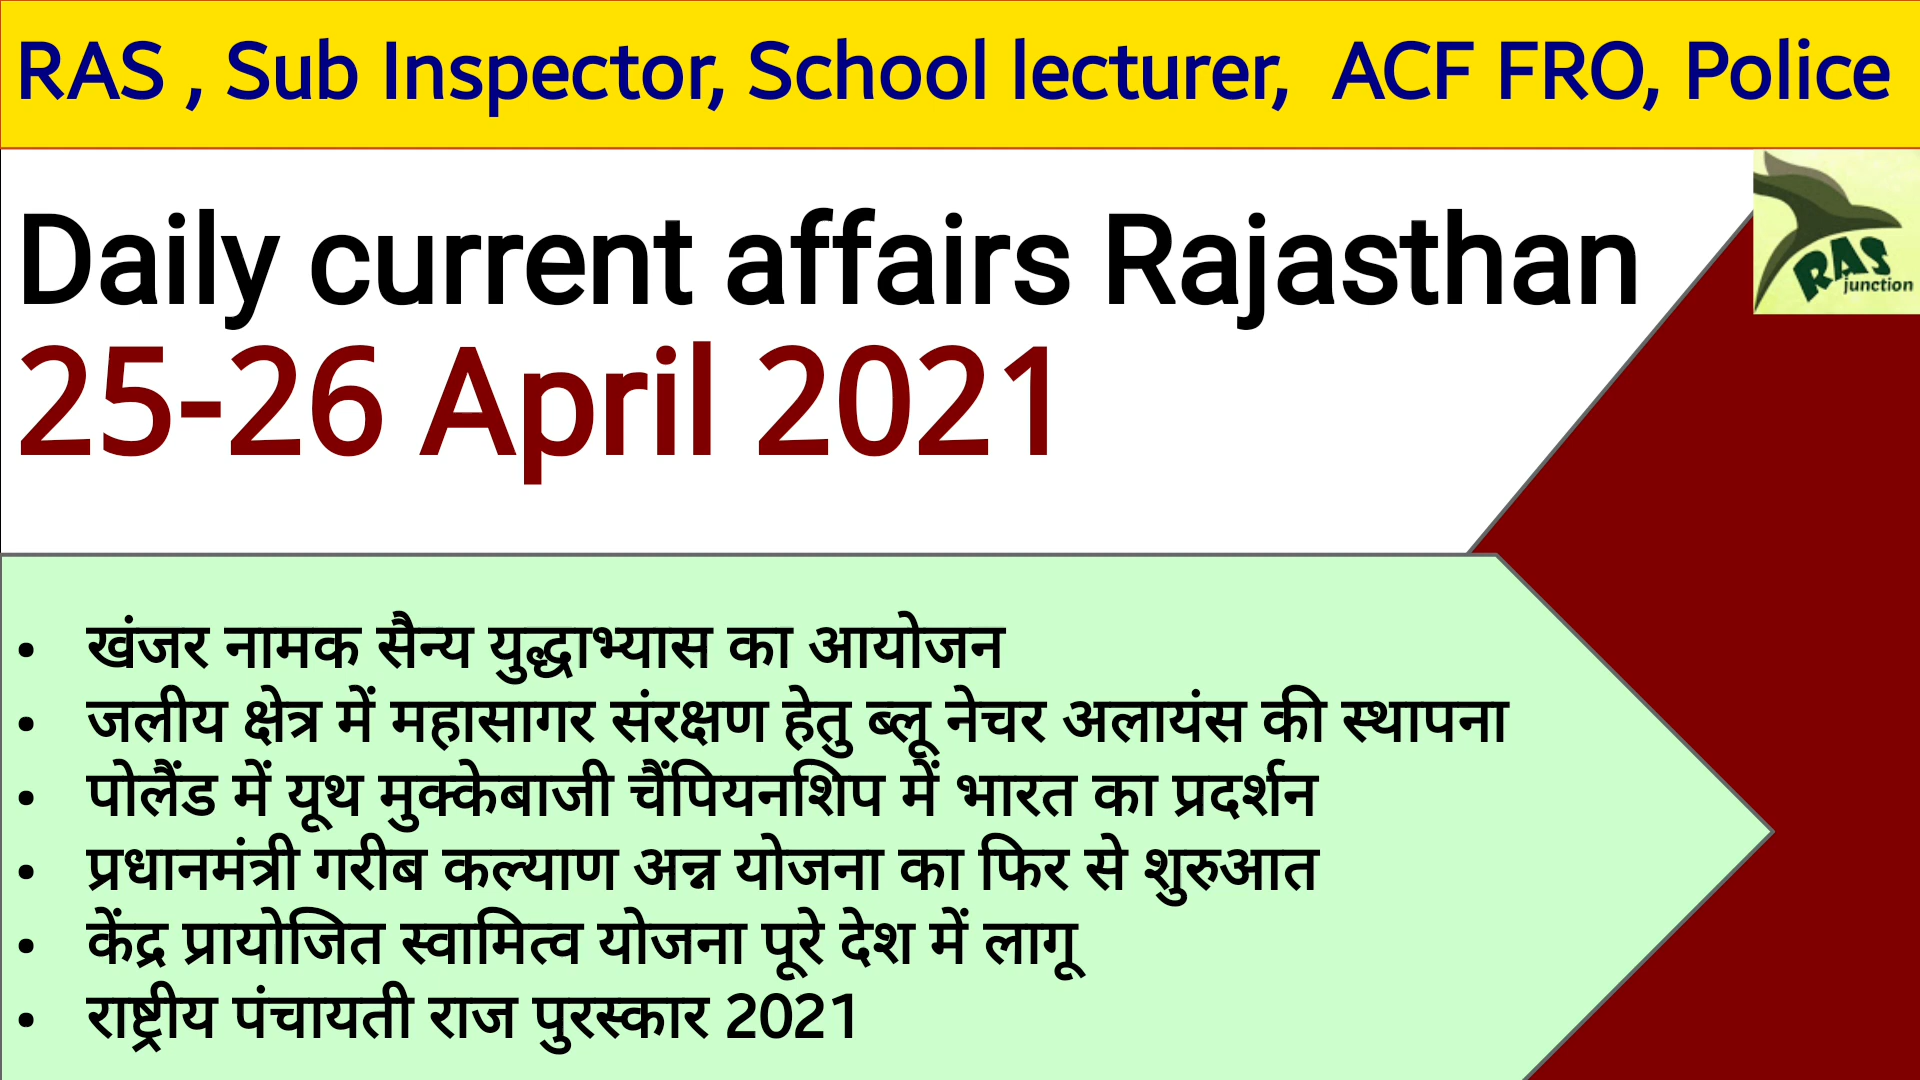 RAS , Sub Inspector, School lecturer, ACF FRO, Police
RAS
junction
Daily current affairs Rajasthan
25-26 April 2021
• खंजर नामक सैन्य युद्धाभ्यास का आयोजन
• जलीय क्षेत्र में महासागर संरक्षण हेतु ब्लू नेचर अलायंस की स्थापना
• पोलैंड में यूथ मुक्केबाजी चैंपियनशिप में भारत का प्रदर्शन
• प्रधानमंत्री गरीब कल्याण अन्न योजना का फिर से शुरुआत
• केंद्र प्रायोजित स्वामित्व योजना पूरे देश में लागू
• राष्ट्रीय पंचायती राज पुरस्कार 2021